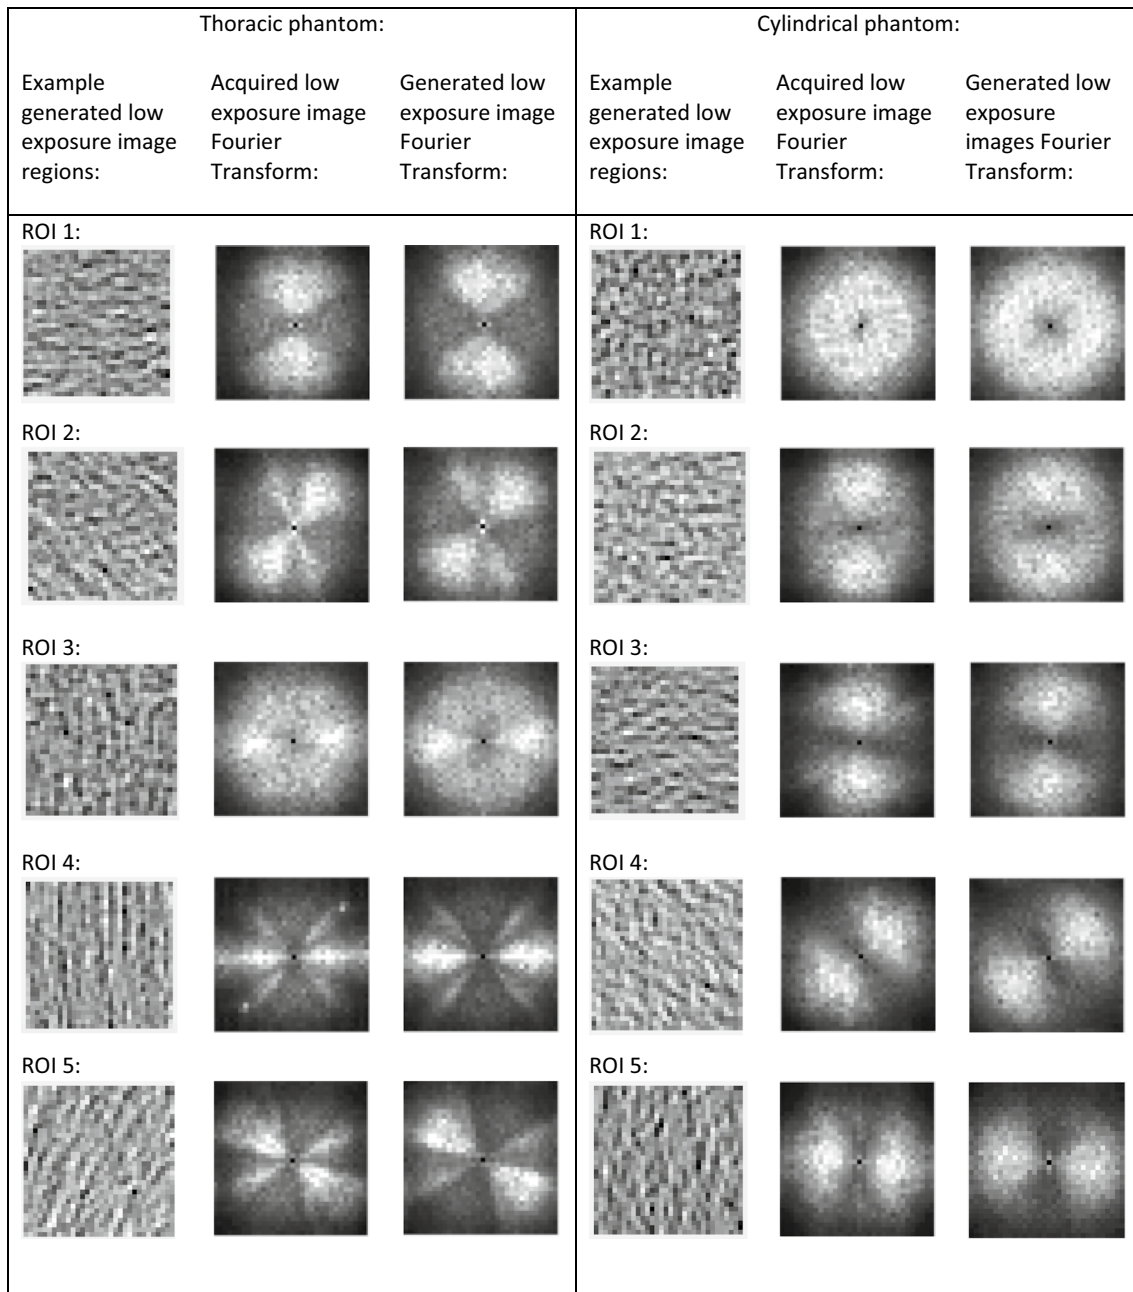 Thoracic phantom:
Example
generated low
exposure image
regions:
Acquired low
exposure image
Fourier
Transform:
Generated low
exposure image
Fourier
Transform:
ROI 1:
ROI 2:
ROI 3:
ROI 4:
ROI 5:
Cylindrical phantom:
Example
generated low
exposure image
regions:
Acquired low
exposure image
Fourier
Transform:
Generated low
exposure
images Fourier
Transform:
ROI 1:
ROI 2:
ROI 3:
ROI 4:
ROI 5: